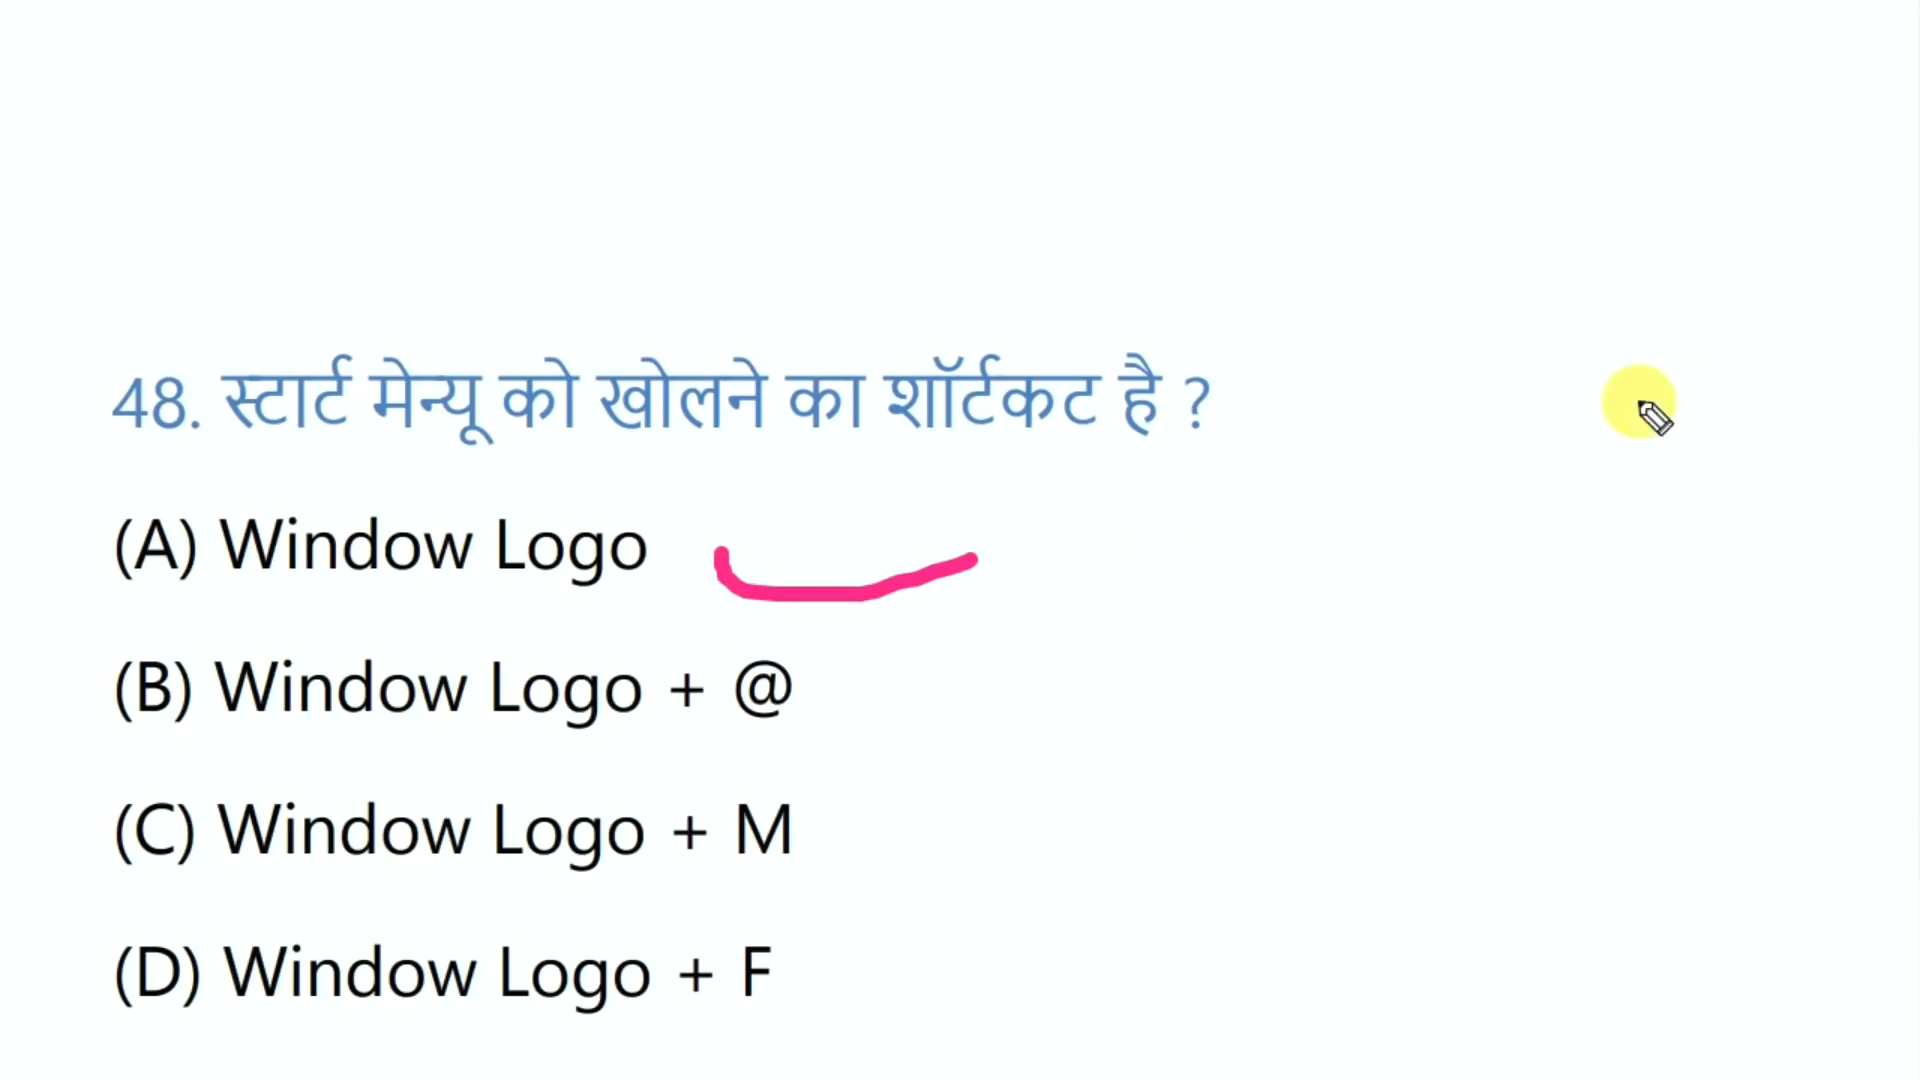 48. स्टार्ट मेन्यू को खोलने का शॉर्टकट है ?
(A) Window Logo
(B) Window Logo + @
(C) Window Logo + M
(D) Window Logo + F